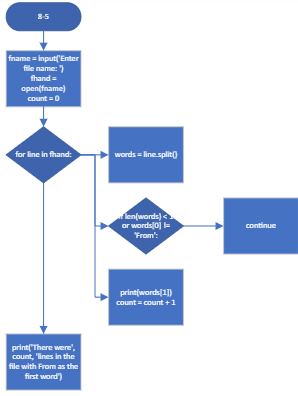 8-5
fname = input('Enter
file name: ')
fhand =
open(fname)
count = 0
for line in fhand:
words = line.split()
if len(words) < 1
or words[0] !=
'From':
continue
print(words[1])
count = count + 1
print('There were',
count, 'lines in the
file with From as the
first word')